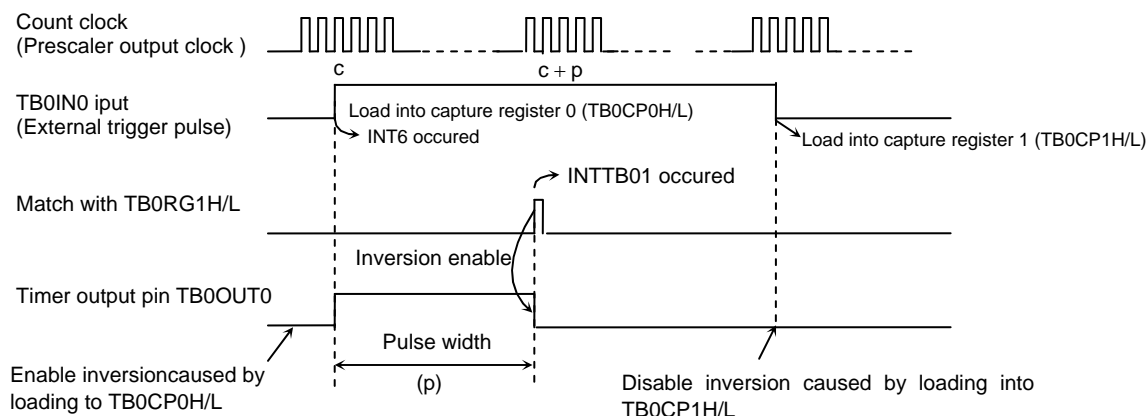 Count clock
(Prescaler output clock )
c
c + p
TB0IN0 iput
(External trigger pulse)
Load into capture register 0 (TB0CP0H/L)
INT6 occured
Load into capture register 1 (TB0CP1H/L)
INTTB01 occured
Match with TB0RG1H/L
Inversion enable
Timer output pin TB0OUT0
Pulse width
(p)
Enable inversioncaused by
loading to TB0CP0H/L
Disable inversion caused by loading into
TB0CP1H/L